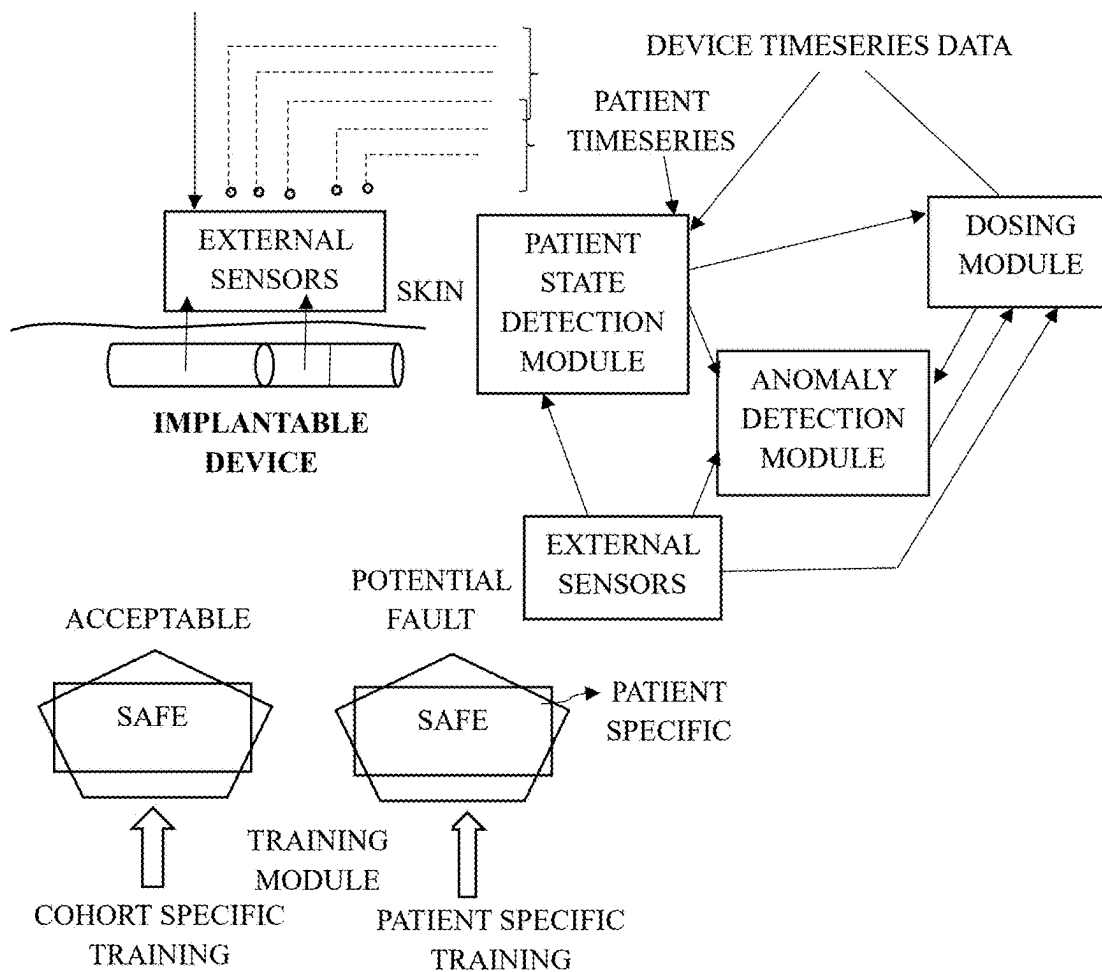 DEVICE TIMESERIES DATA
PATIENT
TIMESERIES
EXTERNAL
SENSORS
SKIN
PATIENT
STATE
DETECTION
MODULE
DOSING
MODULE
ANOMALY
DETECTION
MODULE
IMPLANTABLE
DEVICE
EXTERNAL
SENSORS
ACCEPTABLE
POTENTIAL
FAULT
SAFE
SAFE
PATIENT
SPECIFIC
TRAINING
MODULE
COHORT SPECIFIC
TRAINING
PATIENT SPECIFIC
TRAINING